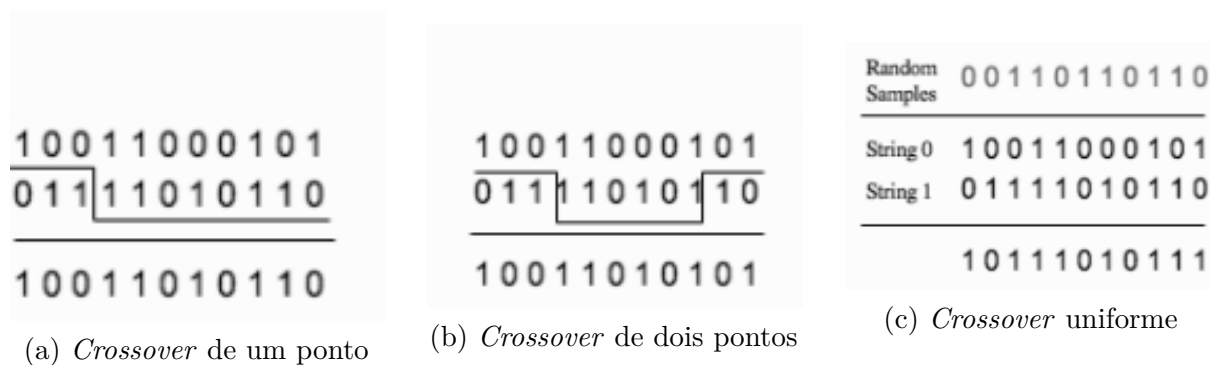 1 0 0 1 1 0 0 0 1 0 1
0 1 1 1 1 0 1 0 1 1 0
1 0 0 1 1 0 1 0 1 1 0
(a) Crossover de um ponto
1 0 0 1 1 0 0 0 1 0 1
0 1 1 1 1 0 1 0 1 1 0
1 0 0 1 1 0 1 0 1 0 1
(b) Crossover de dois pontos
Random Samples 0 0 1 1 0 1 1 0 1 1 0
String 0 1 0 0 1 1 0 0 0 1 0 1
String 1 0 1 1 1 1 0 1 0 1 1 0
1 0 1 1 1 0 1 0 1 1 1
(c) Crossover uniforme